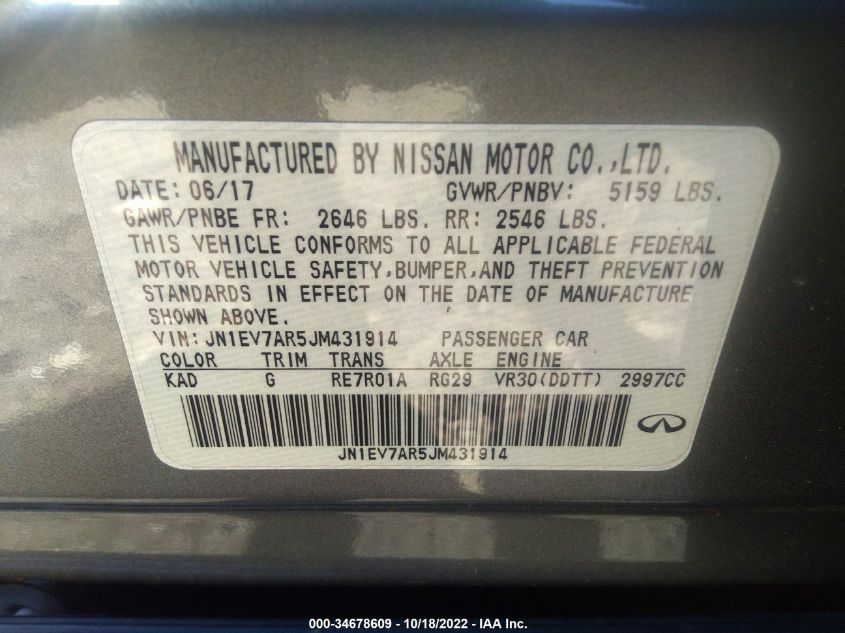 MANUFACTURED BY NISSAN MOTOR CO.,LTD.
DATE: 06/17 GVWR/PNBV: 5159 LBS.
GAWR/PNBE FR: 2646 LBS. RR: 2546 LBS.
THIS VEHICLE CONFORMS TO ALL APPLICABLE FEDERAL
MOTOR VEHICLE SAFETY,BUMPER,AND THEFT PREVENTION
STANDARDS IN EFFECT ON THE DATE OF MANUFACTURE
SHOWN ABOVE.
VIN: JN1EV7AR5JM431914 PASSENGER CAR
COLOR TRIM TRANS AXLE ENGINE
KAD G RE7R01A RG29 VR30(DDTT) 2997CC
JN1EV7AR5JM431914
000-34678609 - 10/18/2022 - IAA Inc.